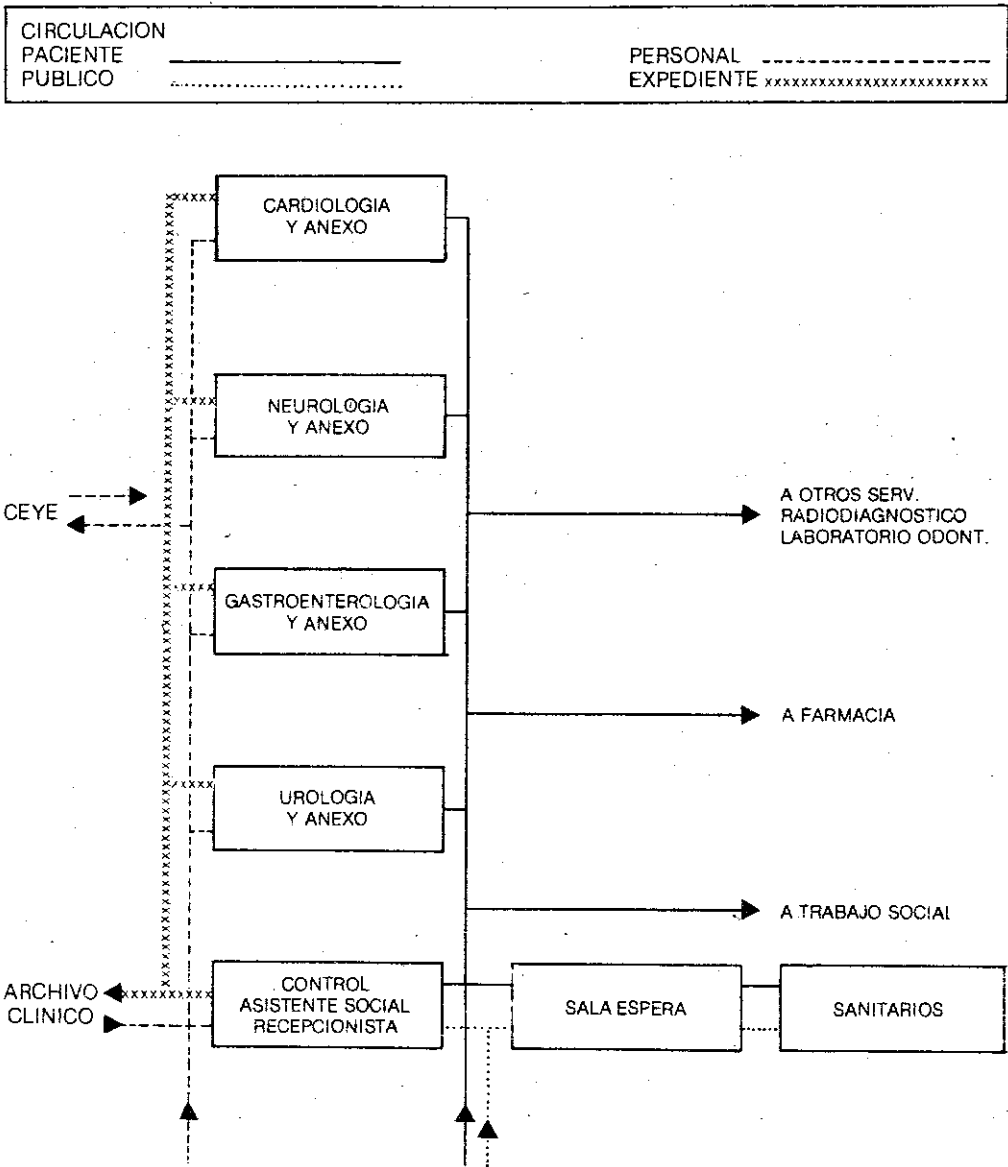 CIRCULACION
PACIENTE
PUBLICO
PERSONAL
EXPEDIENTE xxxxxxxxxxxxxxxxxxxxxxxxxx
CARDIOLOGIA
Y ANEXO
NEUROLOGIA
Y ANEXO
CEYE
A OTROS SERV.
RADIODIAGNOSTICO
LABORATORIO ODONT.
GASTROENTEROLOGIA
Y ANEXO
A FARMACIA
UROLOGIA
Y ANEXO
A TRABAJO SOCIAL
ARCHIVO
CLINICO
CONTROL
ASISTENTE SOCIAL
RECEPCIONISTA
SALA ESPERA
SANITARIOS